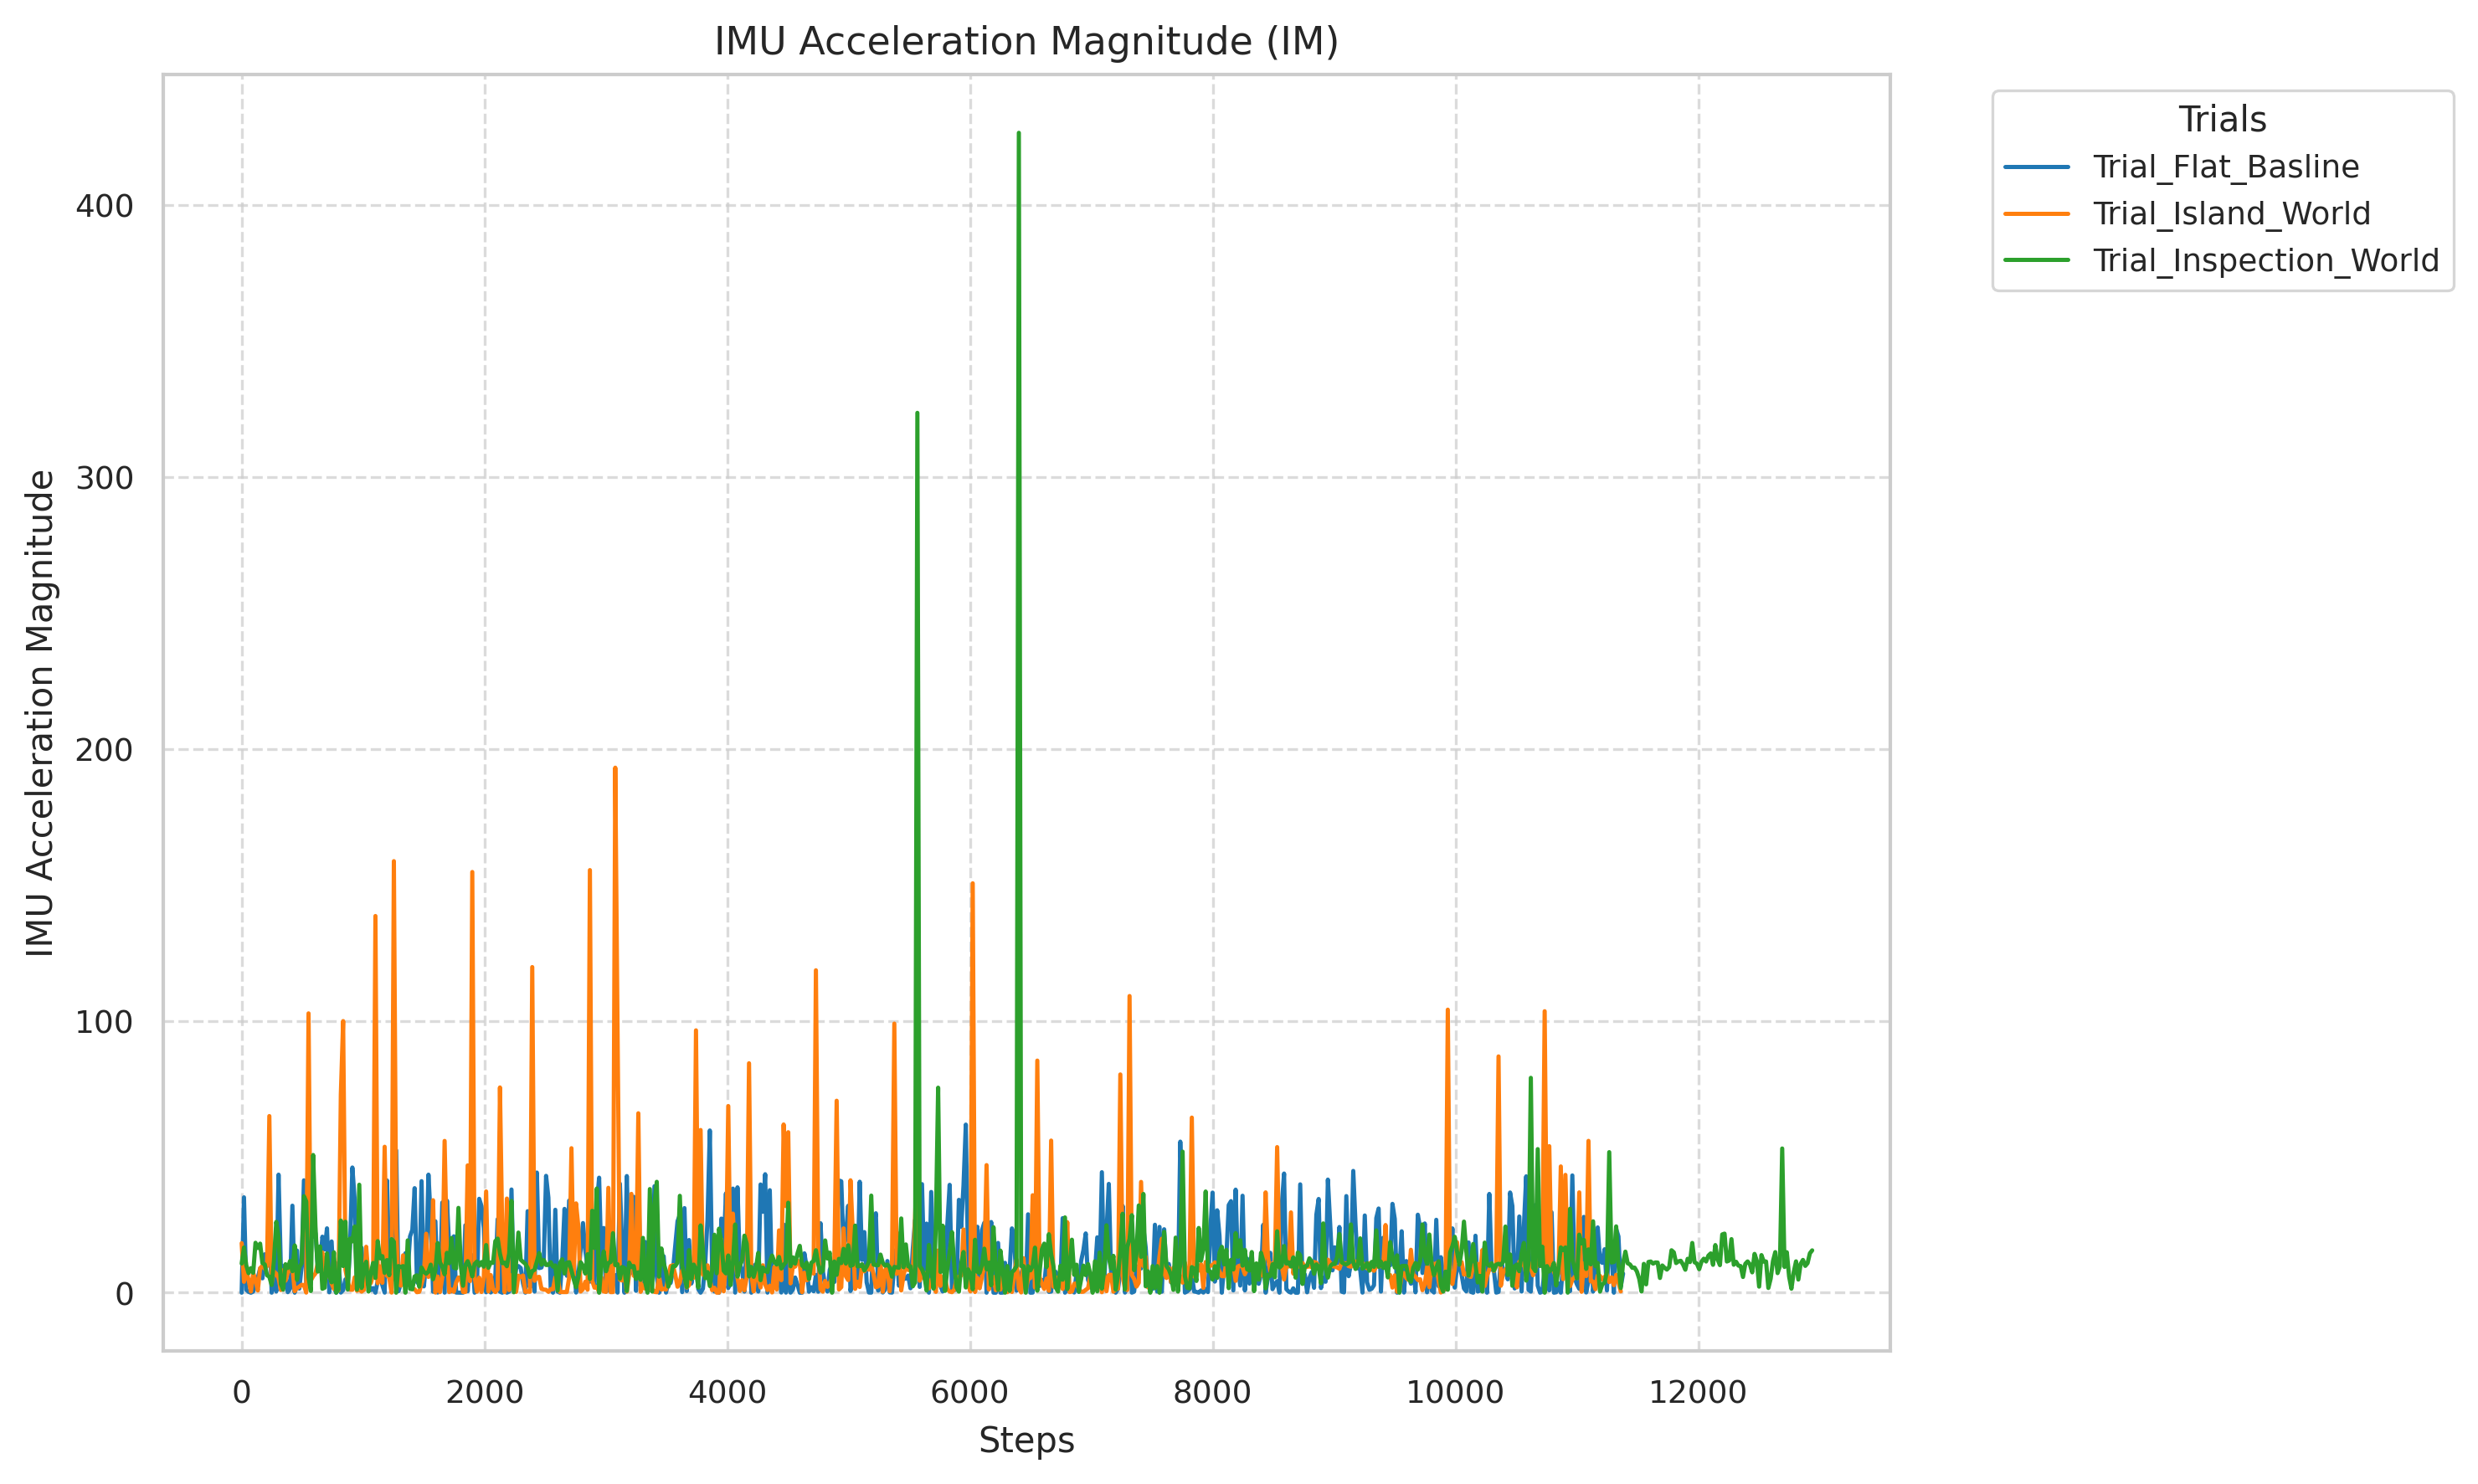 IMU Acceleration Magnitude (IM)
Trials
Trial_Flat_Basline
Trial_Island_World
Trial_Inspection_World
IMU Acceleration Magnitude
400
300
200
100
0
0 2000 4000 6000 8000 10000 12000
Steps